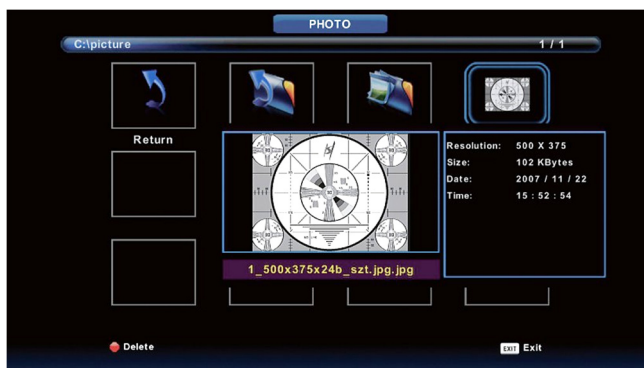 PHOTO
C:\picture
1 / 1
Return
Resolution: 500 X 375
Size: 102 KBytes
Date: 2007 / 11 / 22
Time: 15 : 52 : 54
1_500x375x24b_szt.jpg.jpg
Delete
EXIT Exit